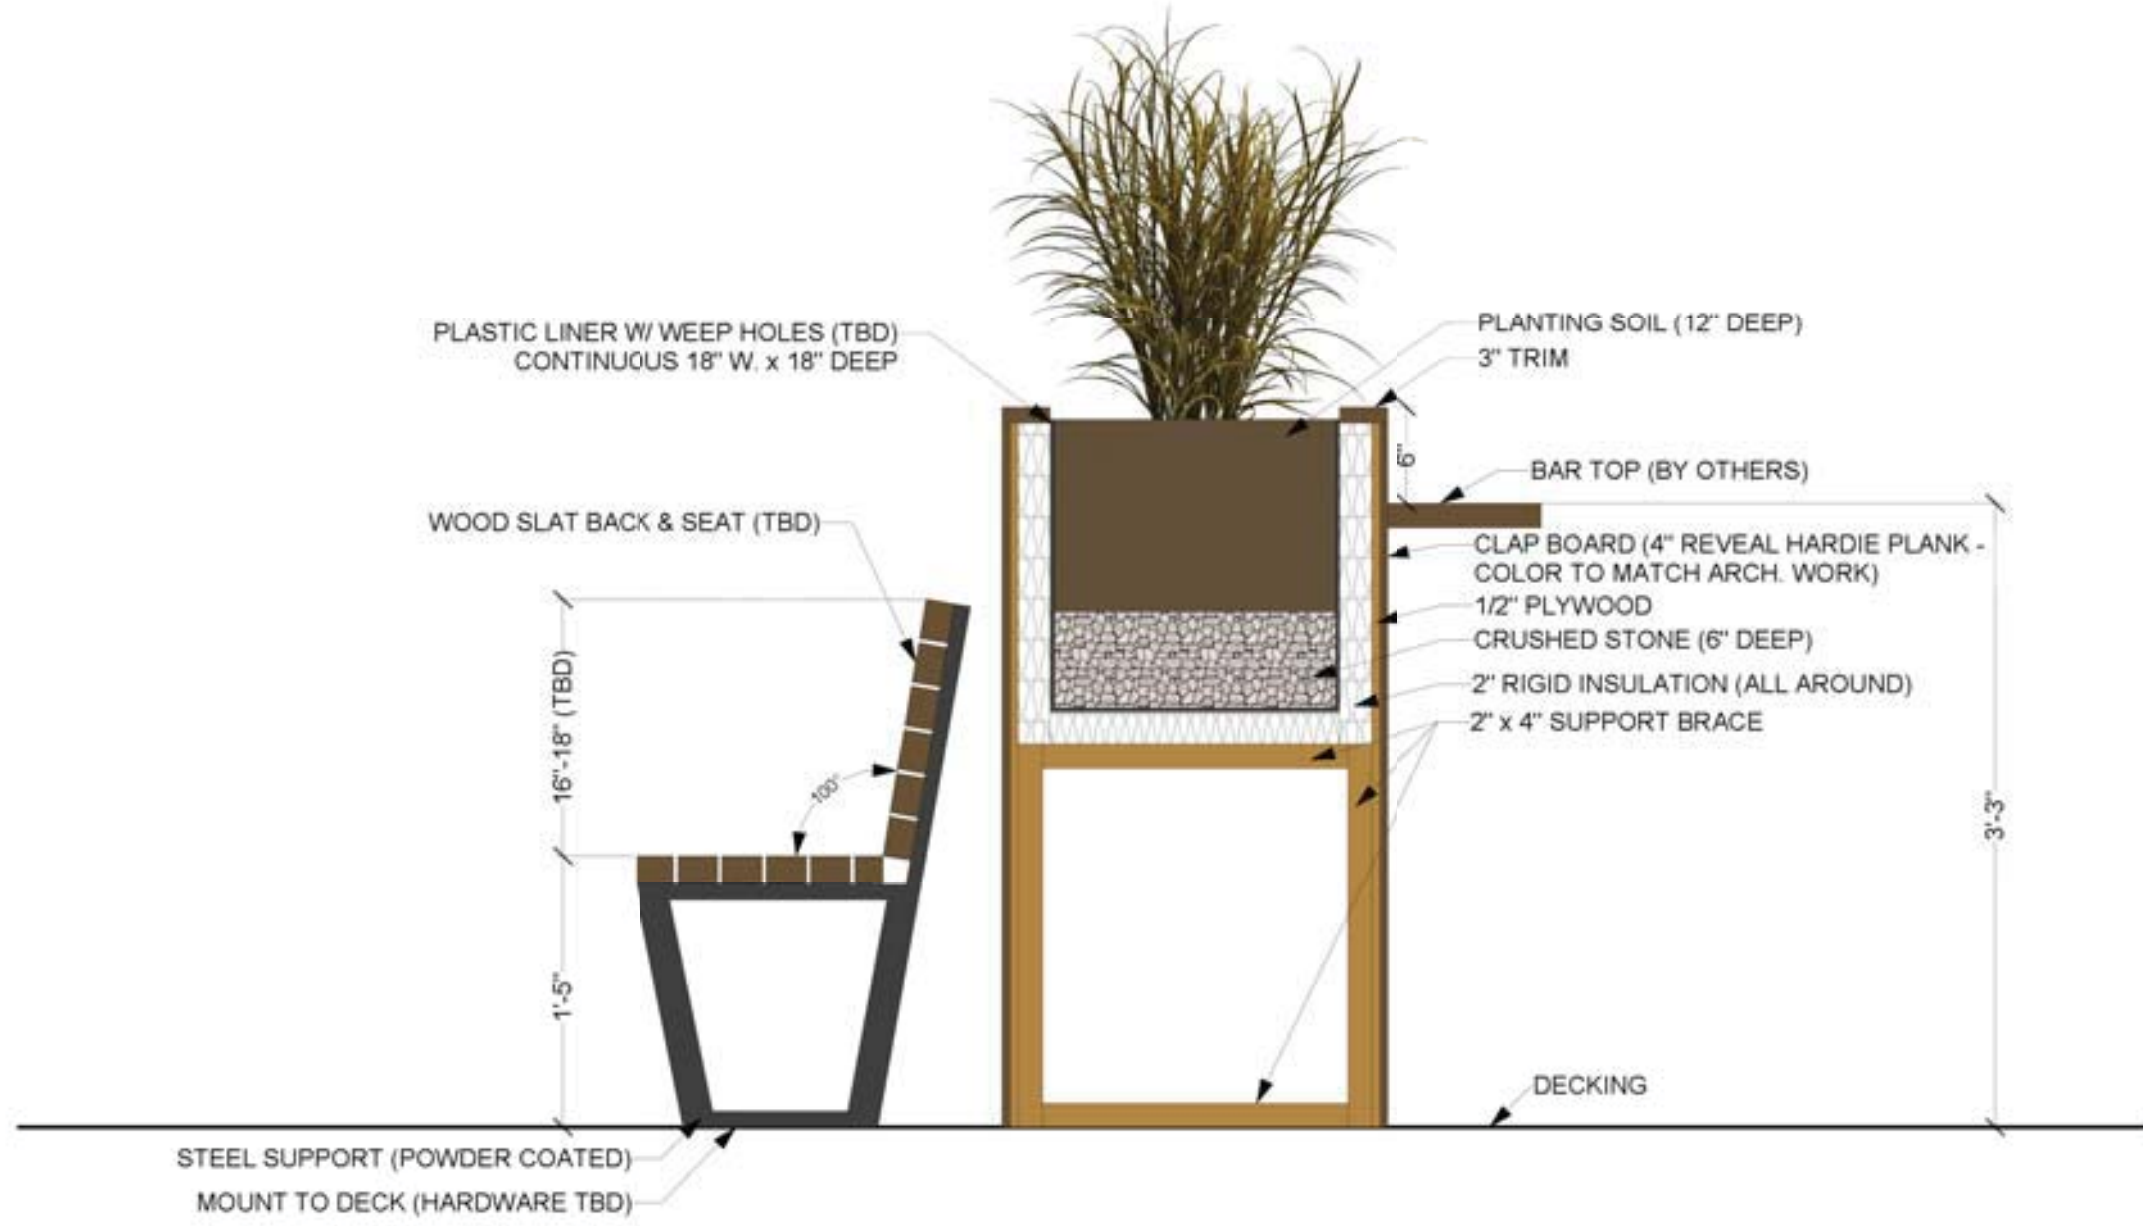 PLASTIC LINER W/ WEEP HOLES (TBD)
CONTINUOUS 18" W. x 18" DEEP
PLANTING SOIL (12" DEEP)
3" TRIM
6"
BAR TOP (BY OTHERS)
WOOD SLAT BACK & SEAT (TBD)
CLAP BOARD (4" REVEAL HARDIE PLANK -
COLOR TO MATCH ARCH. WORK)
1/2" PLYWOOD
CRUSHED STONE (6" DEEP)
2" RIGID INSULATION (ALL AROUND)
2" x 4" SUPPORT BRACE
16"-18" (TBD)
100°
3'-3"
1'-5"
DECKING
STEEL SUPPORT (POWDER COATED)
MOUNT TO DECK (HARDWARE TBD)